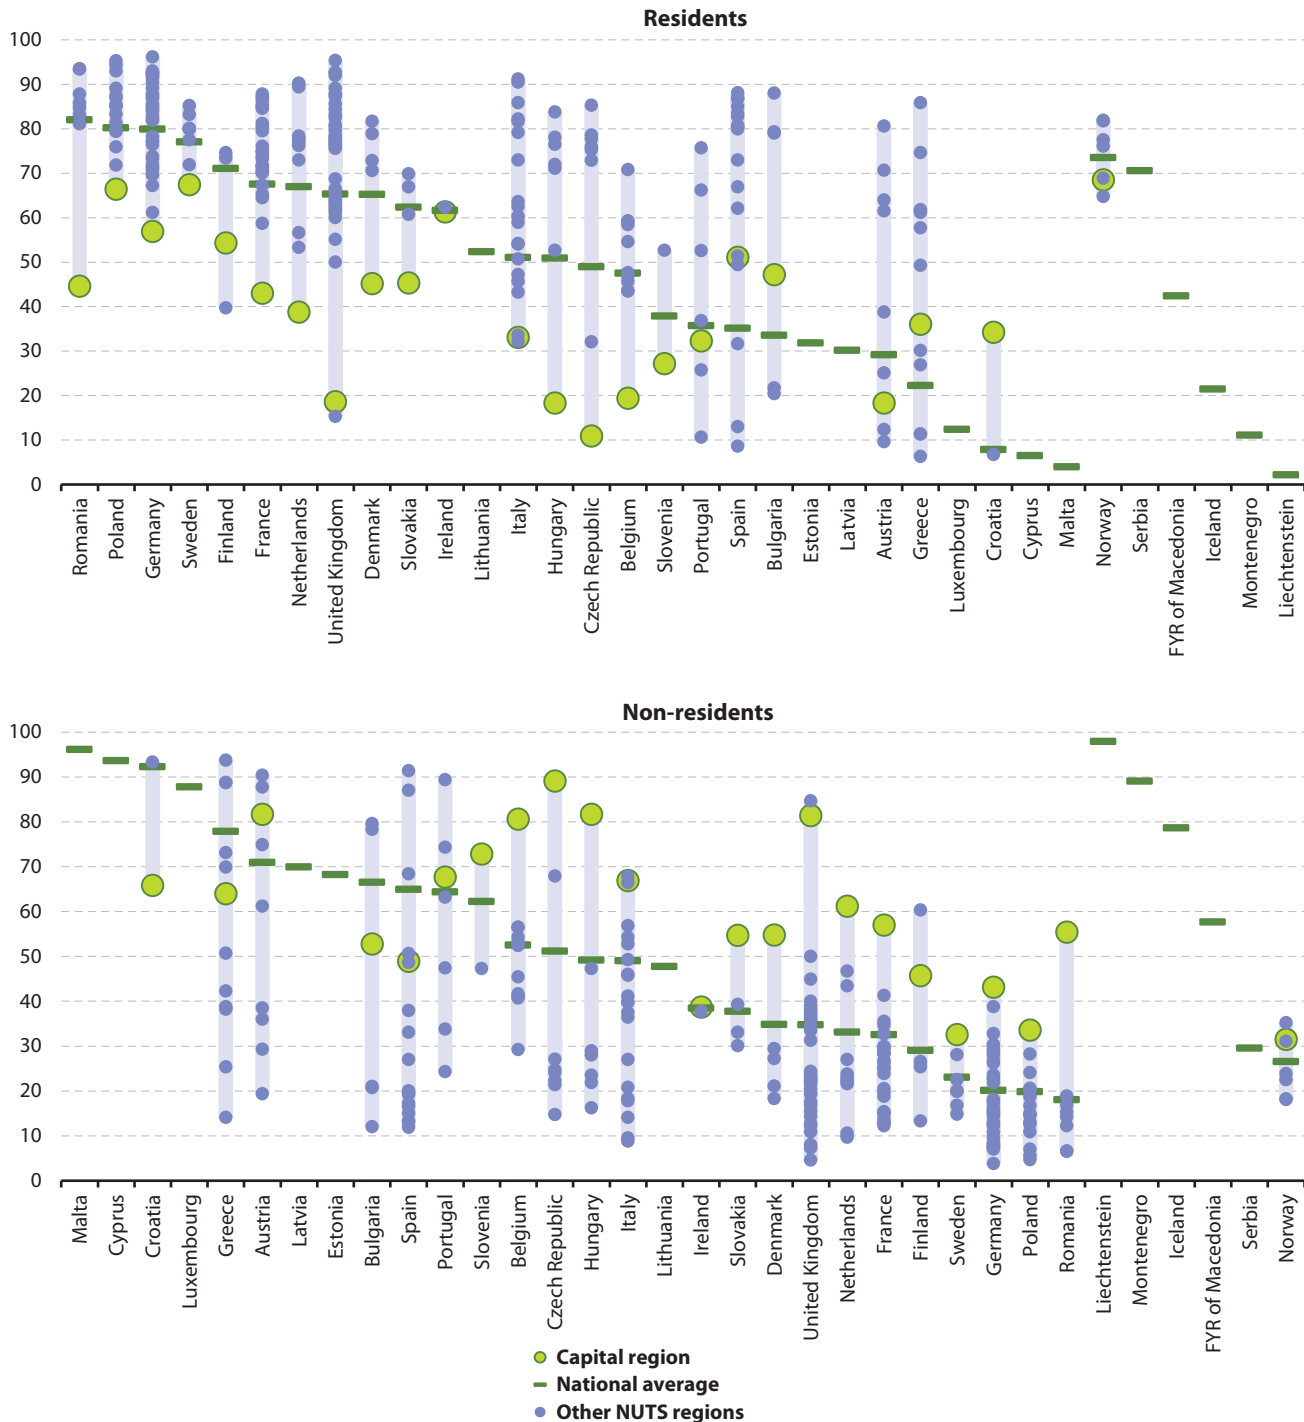 Residents
100
90
80
70
60
50
40
30
20
10
0
Romania
Poland
Germany
Sweden
Finland
France
Netherlands
United Kingdom
Denmark
Slovakia
Ireland
Lithuania
Italy
Hungary
Czech Republic
Belgium
Slovenia
Portugal
Spain
Bulgaria
Estonia
Latvia
Austria
Greece
Luxembourg
Croatia
Cyprus
Malta
Norway
Serbia
FYR of Macedonia
Iceland
Montenegro
Liechtenstein
Non-residents
100
90
80
70
60
50
40
30
20
10
0
Malta
Cyprus
Croatia
Luxembourg
Greece
Austria
Latvia
Estonia
Bulgaria
Spain
Portugal
Slovenia
Belgium
Czech Republic
Hungary
Italy
Lithuania
Ireland
Slovakia
Denmark
United Kingdom
Netherlands
France
Finland
Sweden
Germany
Poland
Romania
Liechtenstein
Montenegro
Iceland
FYR of Macedonia
Serbia
Norway
Capital region
National average
Other NUTS regions